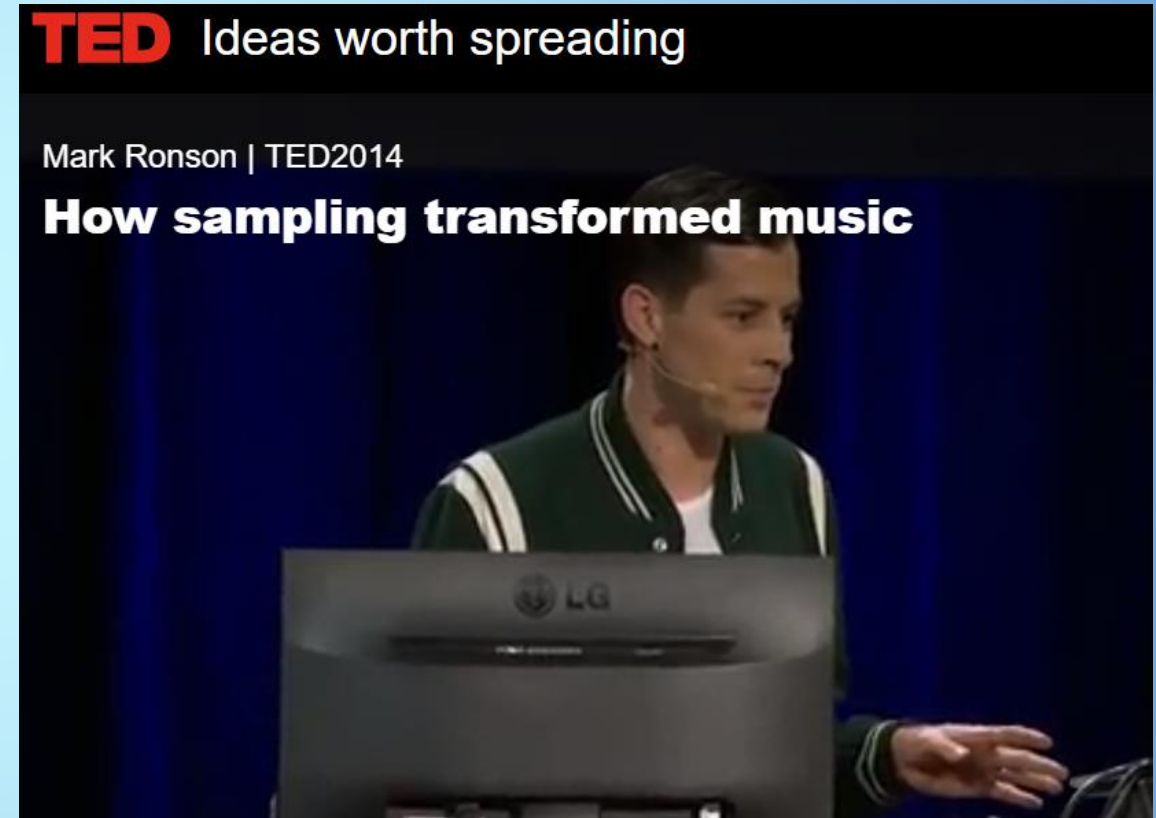 TED Ideas worth spreading
Mark Ronson | TED2014
How sampling transformed music
LG